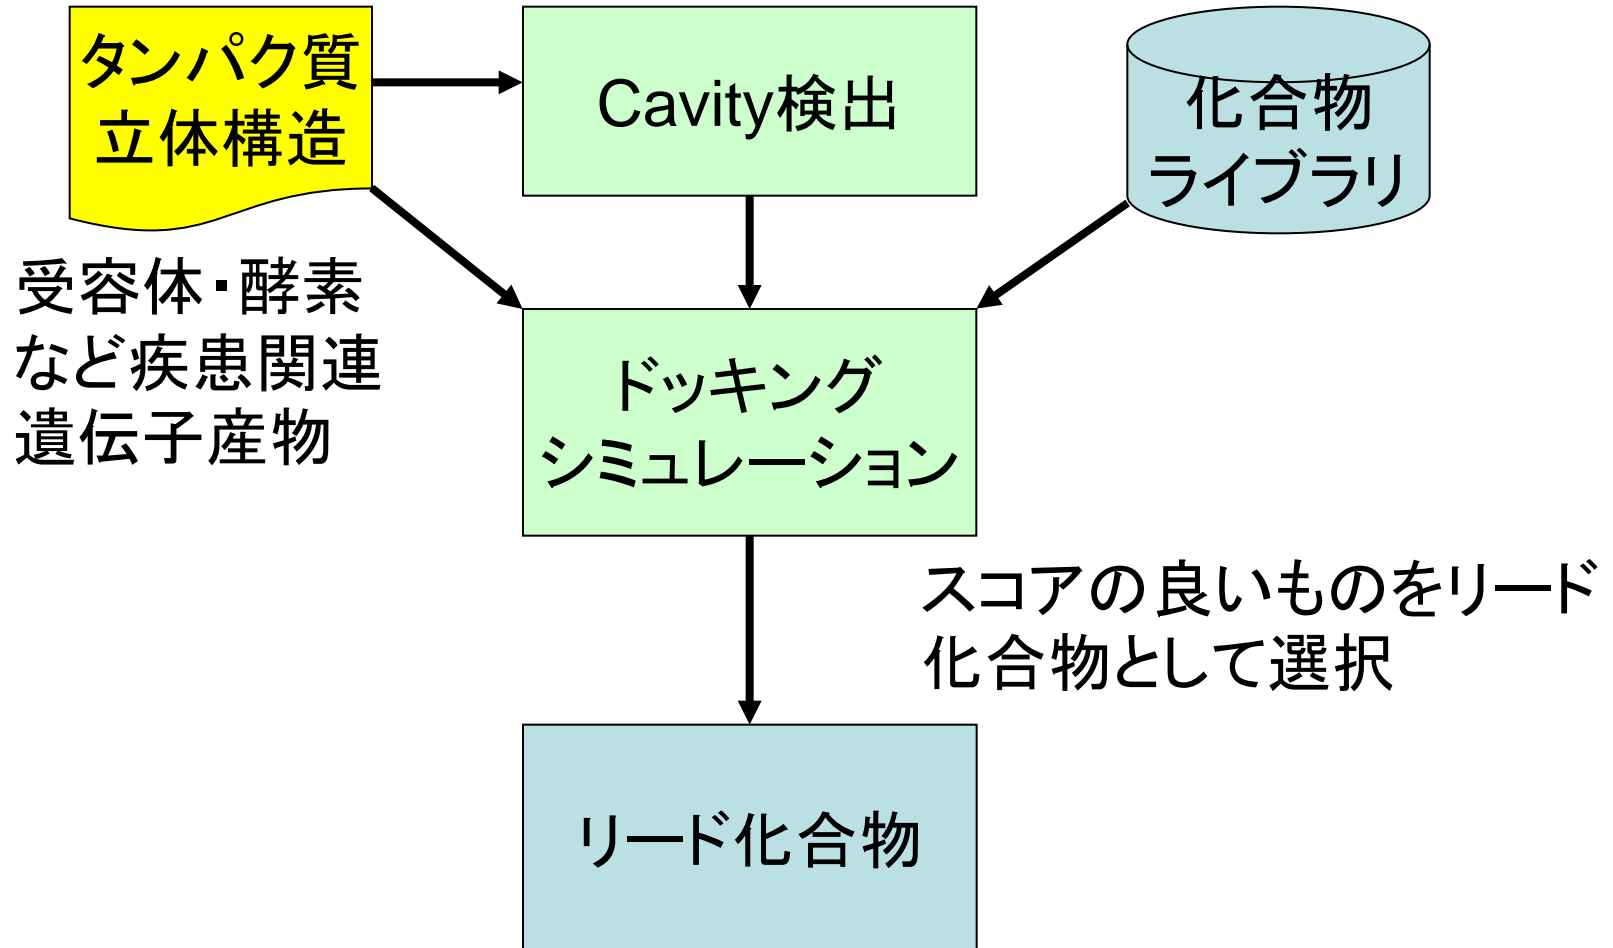 タンパク質
立体構造
Cavity検出
化合物
ライブラリ
受容体・酵素
など疾患関連
遺伝子産物
ドッキング
シミュレーション
スコアの良いものをリード
化合物として選択
リード化合物